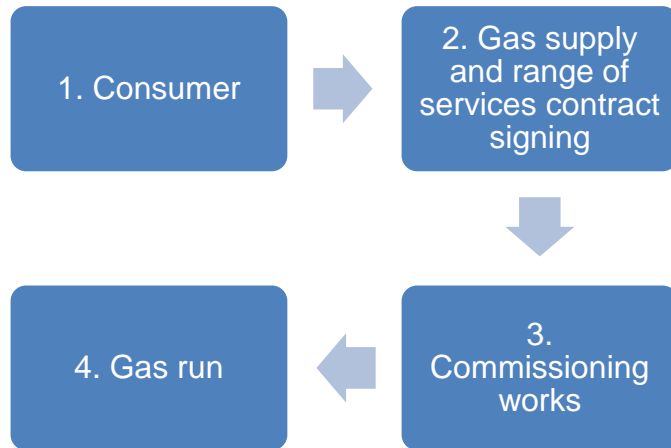 1. Consumer
2. Gas supply
and range of
services contract
signing
3.
Commissioning
works
4. Gas run